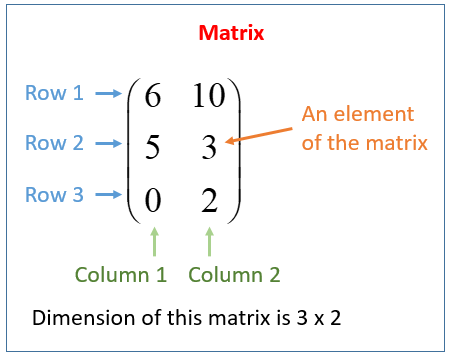 Matrix
Row 1 6 10
An element
of the matrix
Row 2 5 3
Row 3 0 2
Column 1 Column 2
Dimension of this matrix is 3 x 2